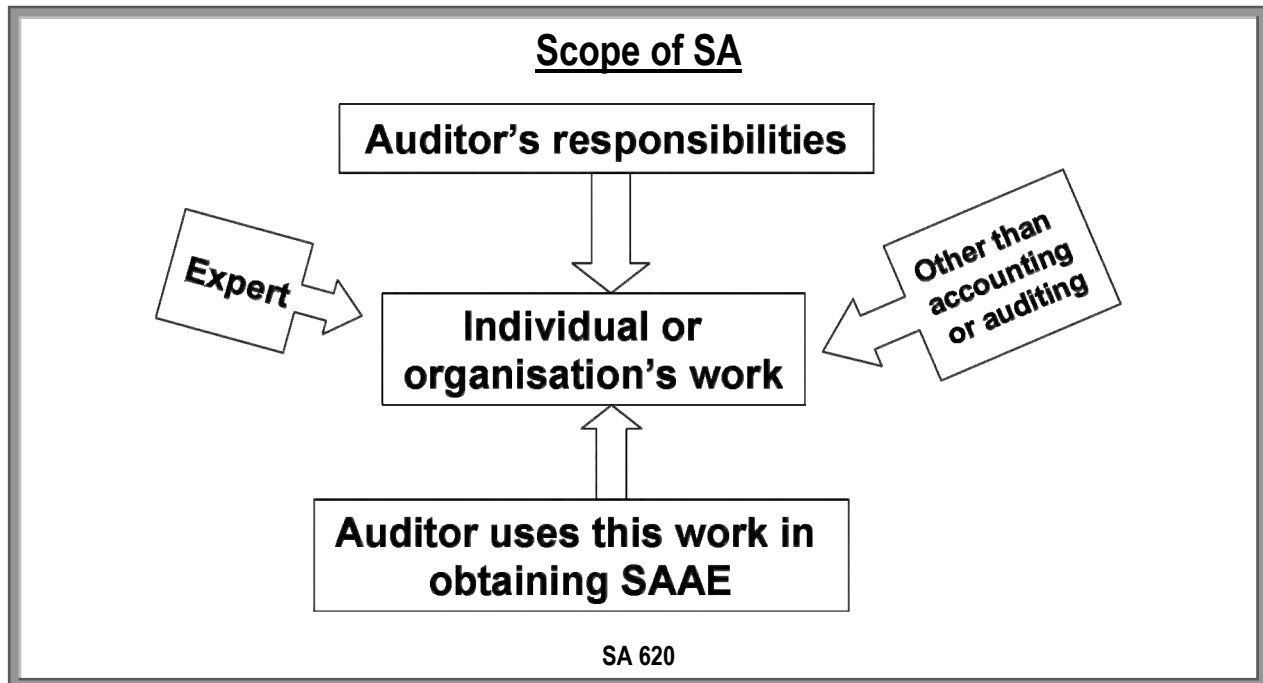 Scope of SA
Auditor’s responsibilities
Expert
Other than
accounting
or auditing
Individual or
organisation’s work
Auditor uses this work in
obtaining SAAE
SA 620